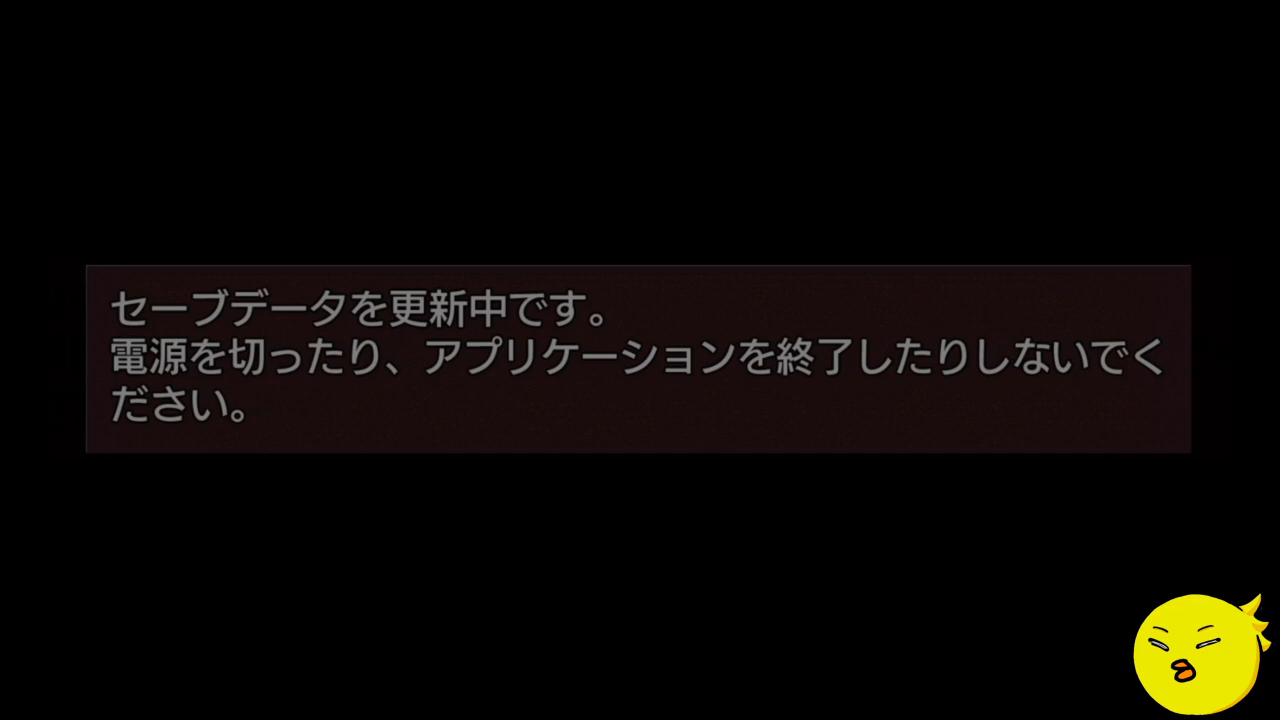 セーブデータを更新中です。
電源を切ったり、アプリケーションを終了したりしないでく
ださい。